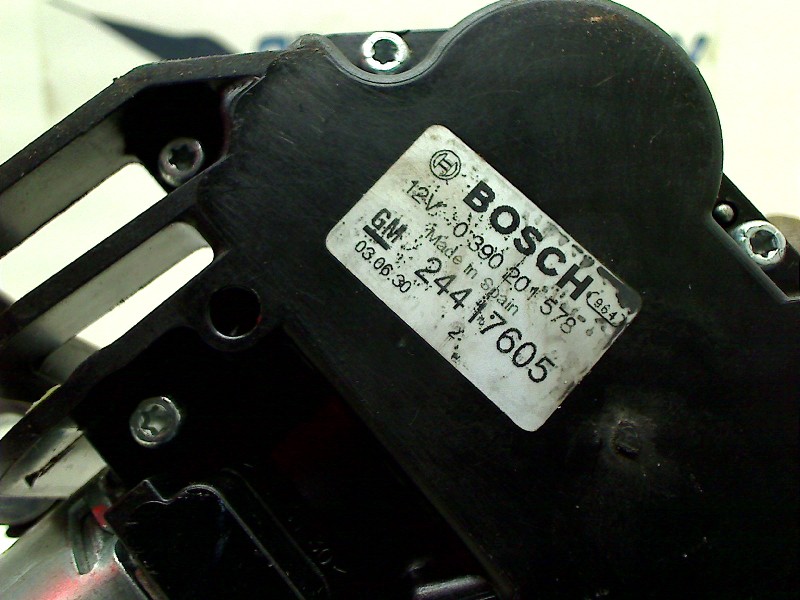 BOSCH
12V 0 390 201 578 (964)
GM Made in Spain
03.06.30 24417605
2